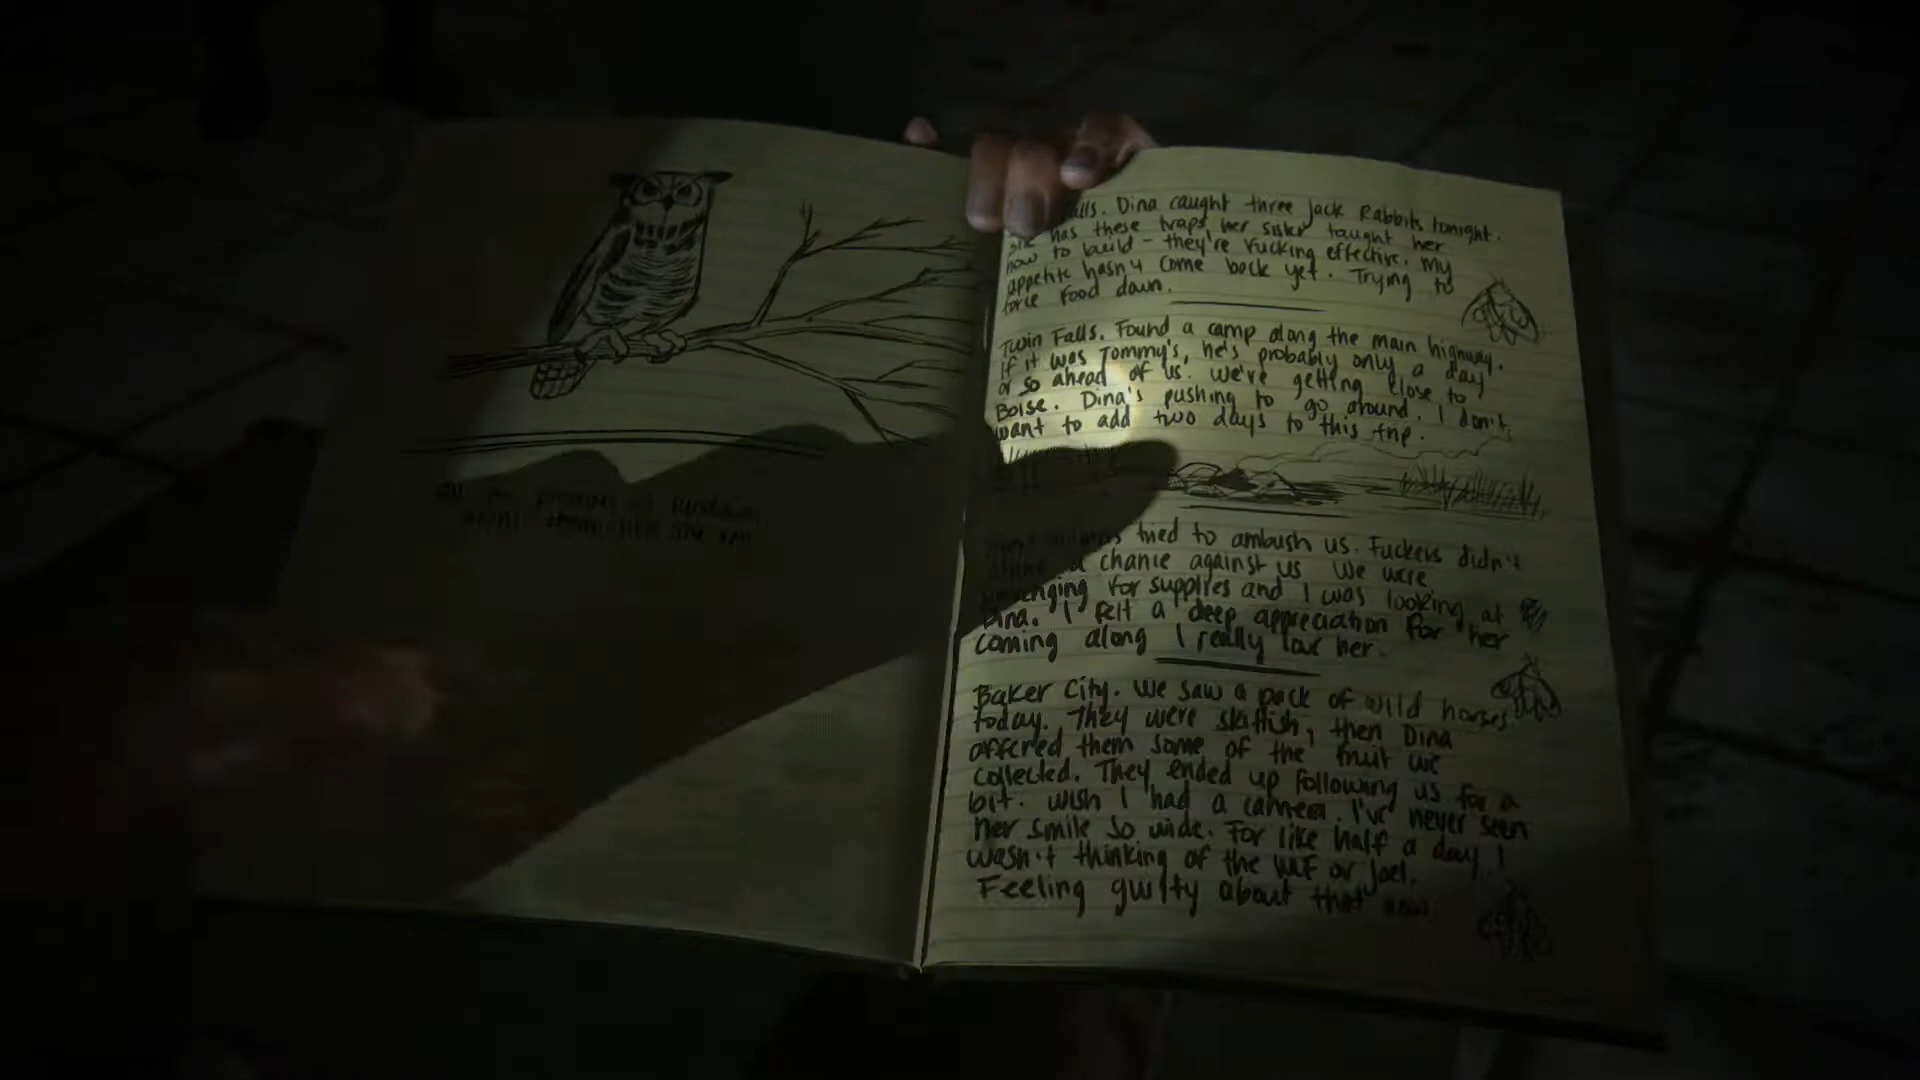 alls. Dina caught three Jack Rabbits tonight.
She has these traps her sister taught her
how to build - they're fucking effective. My
appetite hasn't come back yet. Trying to
force food down.
Twin Falls. Found a camp along the main highway.
If it was Tommy's, he's probably only a day
or so ahead of us. We're getting close to
Boise. Dina's pushing to go around. I don't
want to add two days to this trip.
tried to ambush us. Fuckers didn't
a chance against us. We were
scavenging for supplies and I was looking at
Dina. I felt a deep appreciation for her
coming along I really love her.
Baker City. We saw a pack of wild horses
today. They were skittish, then Dina
offered them some of the fruit we
collected. They ended up following us for a
bit. Wish I had a camera. I've never seen
her smile so wide. For like half a day I
wasn't thinking of the WLF or Joel.
Feeling guilty about that now.